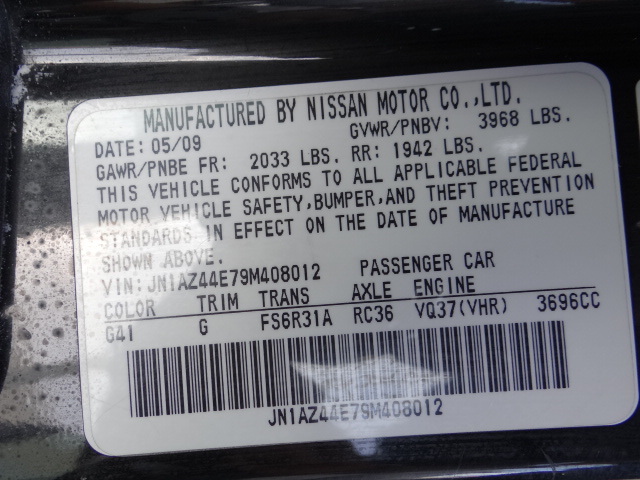 MANUFACTURED BY NISSAN MOTOR CO.,LTD.
DATE: 05/09 GVWR/PNBV: 3968 LBS.
GAWR/PNBE FR: 2033 LBS. RR: 1942 LBS.
THIS VEHICLE CONFORMS TO ALL APPLICABLE FEDERAL
MOTOR VEHICLE SAFETY,BUMPER,AND THEFT PREVENTION
STANDARDS IN EFFECT ON THE DATE OF MANUFACTURE
SHOWN ABOVE.
VIN: JN1AZ44E79M408012 PASSENGER CAR
COLOR TRIM TRANS AXLE ENGINE
G41 G FS6R31A RC36 VQ37(VHR) 3696CC
JN1AZ44E79M408012